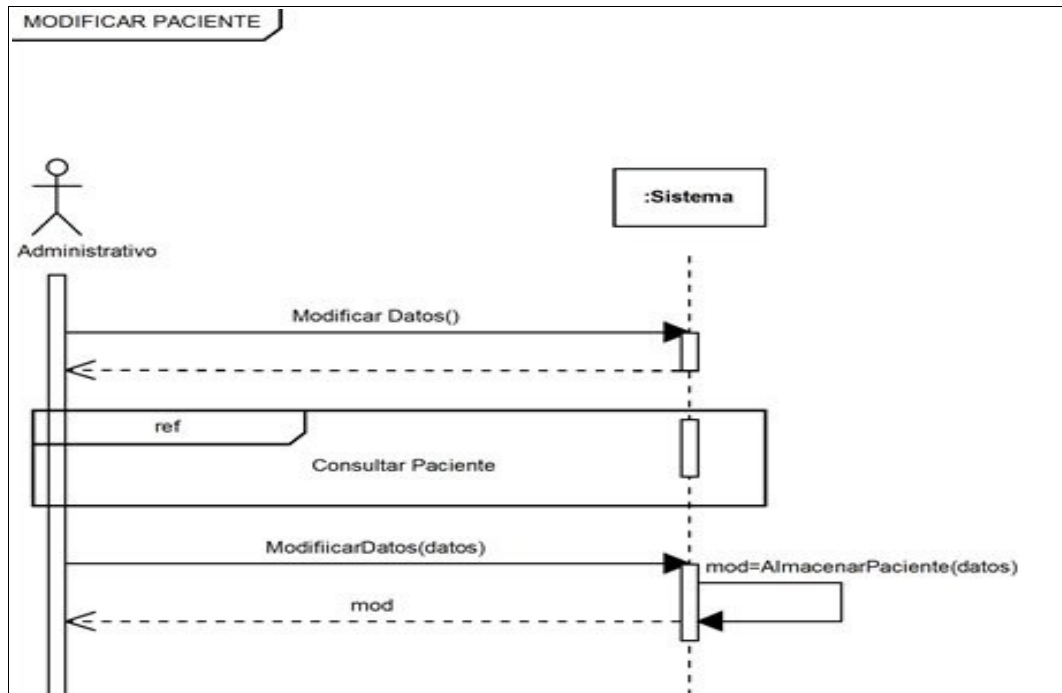 MODIFICAR PACIENTE
:Sistema
Administrativo
Modificar Datos()
ref
Consultar Paciente
ModifiicarDatos(datos)
mod=AlmacenarPaciente(datos)
mod